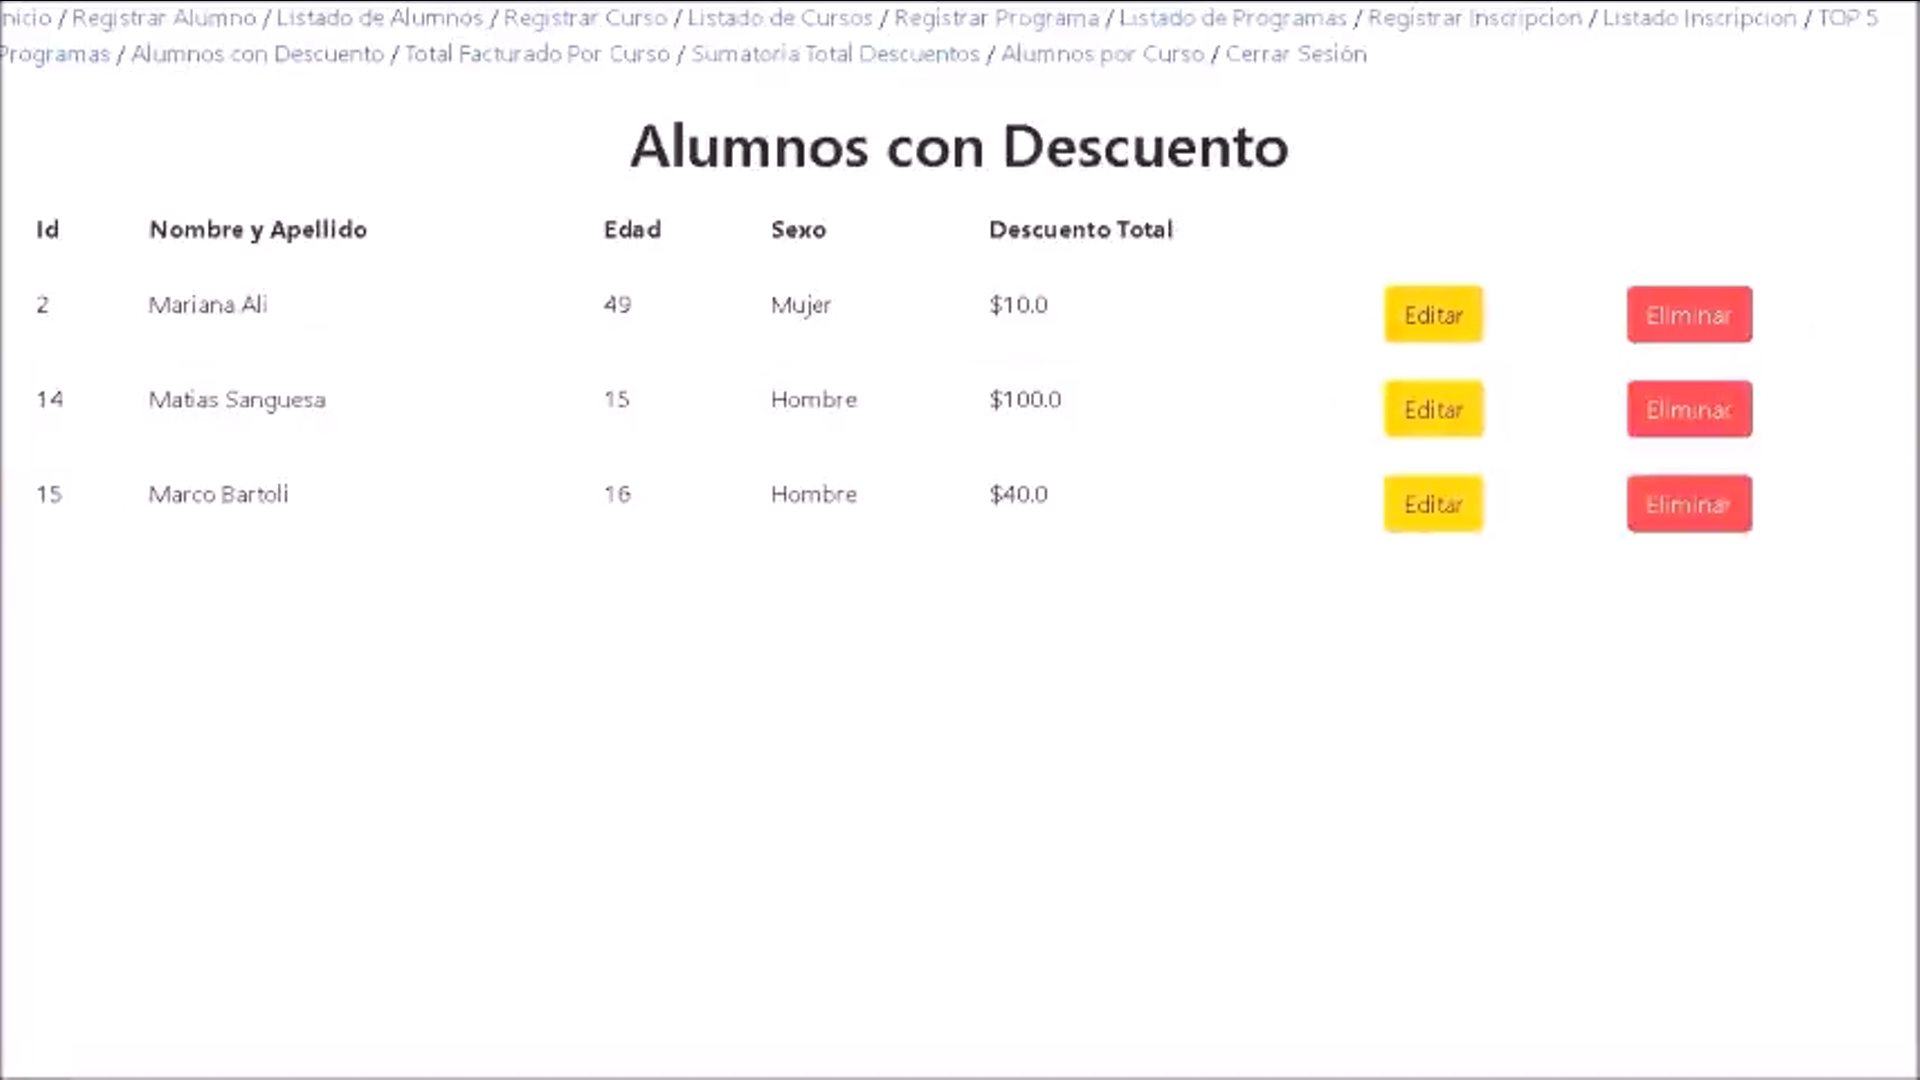 nicio / Registrar Alumno / Listado de Alumnos / Registrar Curso / Listado de Cursos / Registrar Programa / Listado de Programas / Registrar Inscripcion / Listado Inscripcion / TOP 5
Programas / Alumnos con Descuento / Total Facturado Por Curso / Sumatoria Total Descuentos / Alumnos por Curso / Cerrar Sesión
Alumnos con Descuento
Id Nombre y Apellido Edad Sexo Descuento Total
2 Mariana Ali 49 Mujer $10.0 Editar Eliminar
14 Matias Sanguesa 15 Hombre $100.0 Editar Eliminar
15 Marco Bartoli 16 Hombre $40.0 Editar Eliminar